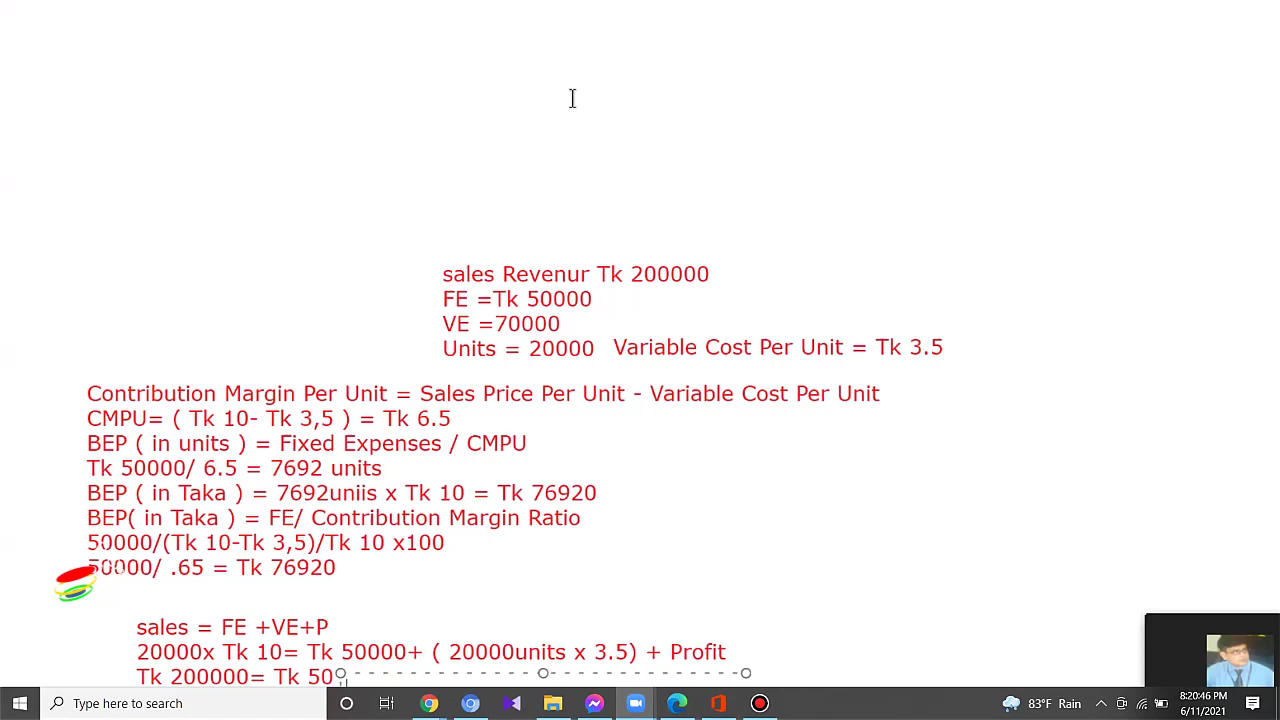 sales Revenur Tk 200000
FE =Tk 50000
VE =70000
Units = 20000 Variable Cost Per Unit = Tk 3.5
Contribution Margin Per Unit = Sales Price Per Unit - Variable Cost Per Unit
CMPU= ( Tk 10- Tk 3,5 ) = Tk 6.5
BEP ( in units ) = Fixed Expenses / CMPU
Tk 50000/ 6.5 = 7692 units
BEP ( in Taka ) = 7692uniis x Tk 10 = Tk 76920
BEP( in Taka ) = FE/ Contribution Margin Ratio
50000/(Tk 10-Tk 3,5)/Tk 10 x100
50000/ .65 = Tk 76920
sales = FE +VE+P
20000x Tk 10= Tk 50000+ ( 20000units x 3.5) + Profit
Tk 200000= Tk 50
Type here to search
83°F Rain
8:20:46 PM
6/11/2021